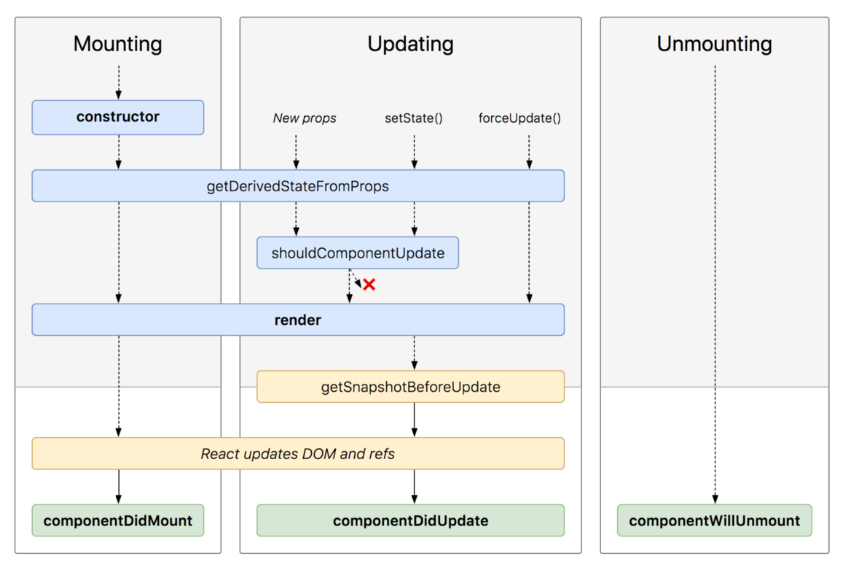 Mounting
Updating
Unmounting
constructor
New props
setState()
forceUpdate()
getDerivedStateFromProps
shouldComponentUpdate
render
getSnapshotBeforeUpdate
React updates DOM and refs
componentDidMount
componentDidUpdate
componentWillUnmount